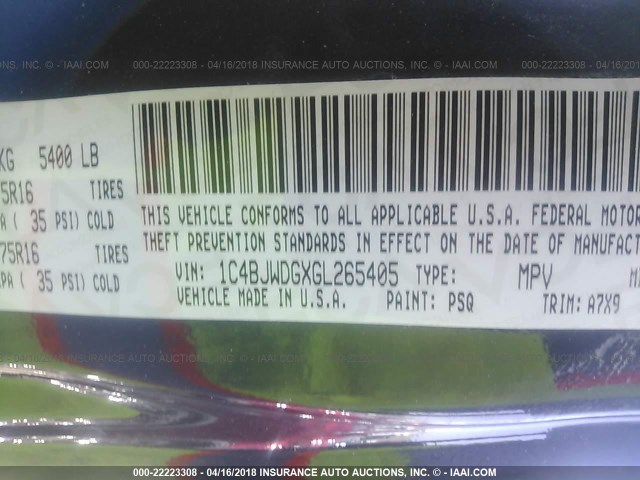 000-22223308 - 04/16/2018 INSURANCE AUTO AUCTIONS, INC. - IAAI.COM
KG 5400 LB
5R16 TIRES
PA ( 35 PSI) COLD
75R16 TIRES
PA ( 35 PSI) COLD
THIS VEHICLE CONFORMS TO ALL APPLICABLE U.S.A. FEDERAL MOTOR
THEFT PREVENTION STANDARDS IN EFFECT ON THE DATE OF MANUFACT
VIN: 1C4BJWDGXGL265405 TYPE: MPV
VEHICLE MADE IN U.S.A. PAINT: PSQ TRIM: A7X9
000-22223308 - 04/16/2018 INSURANCE AUTO AUCTIONS, INC. - IAAI.COM